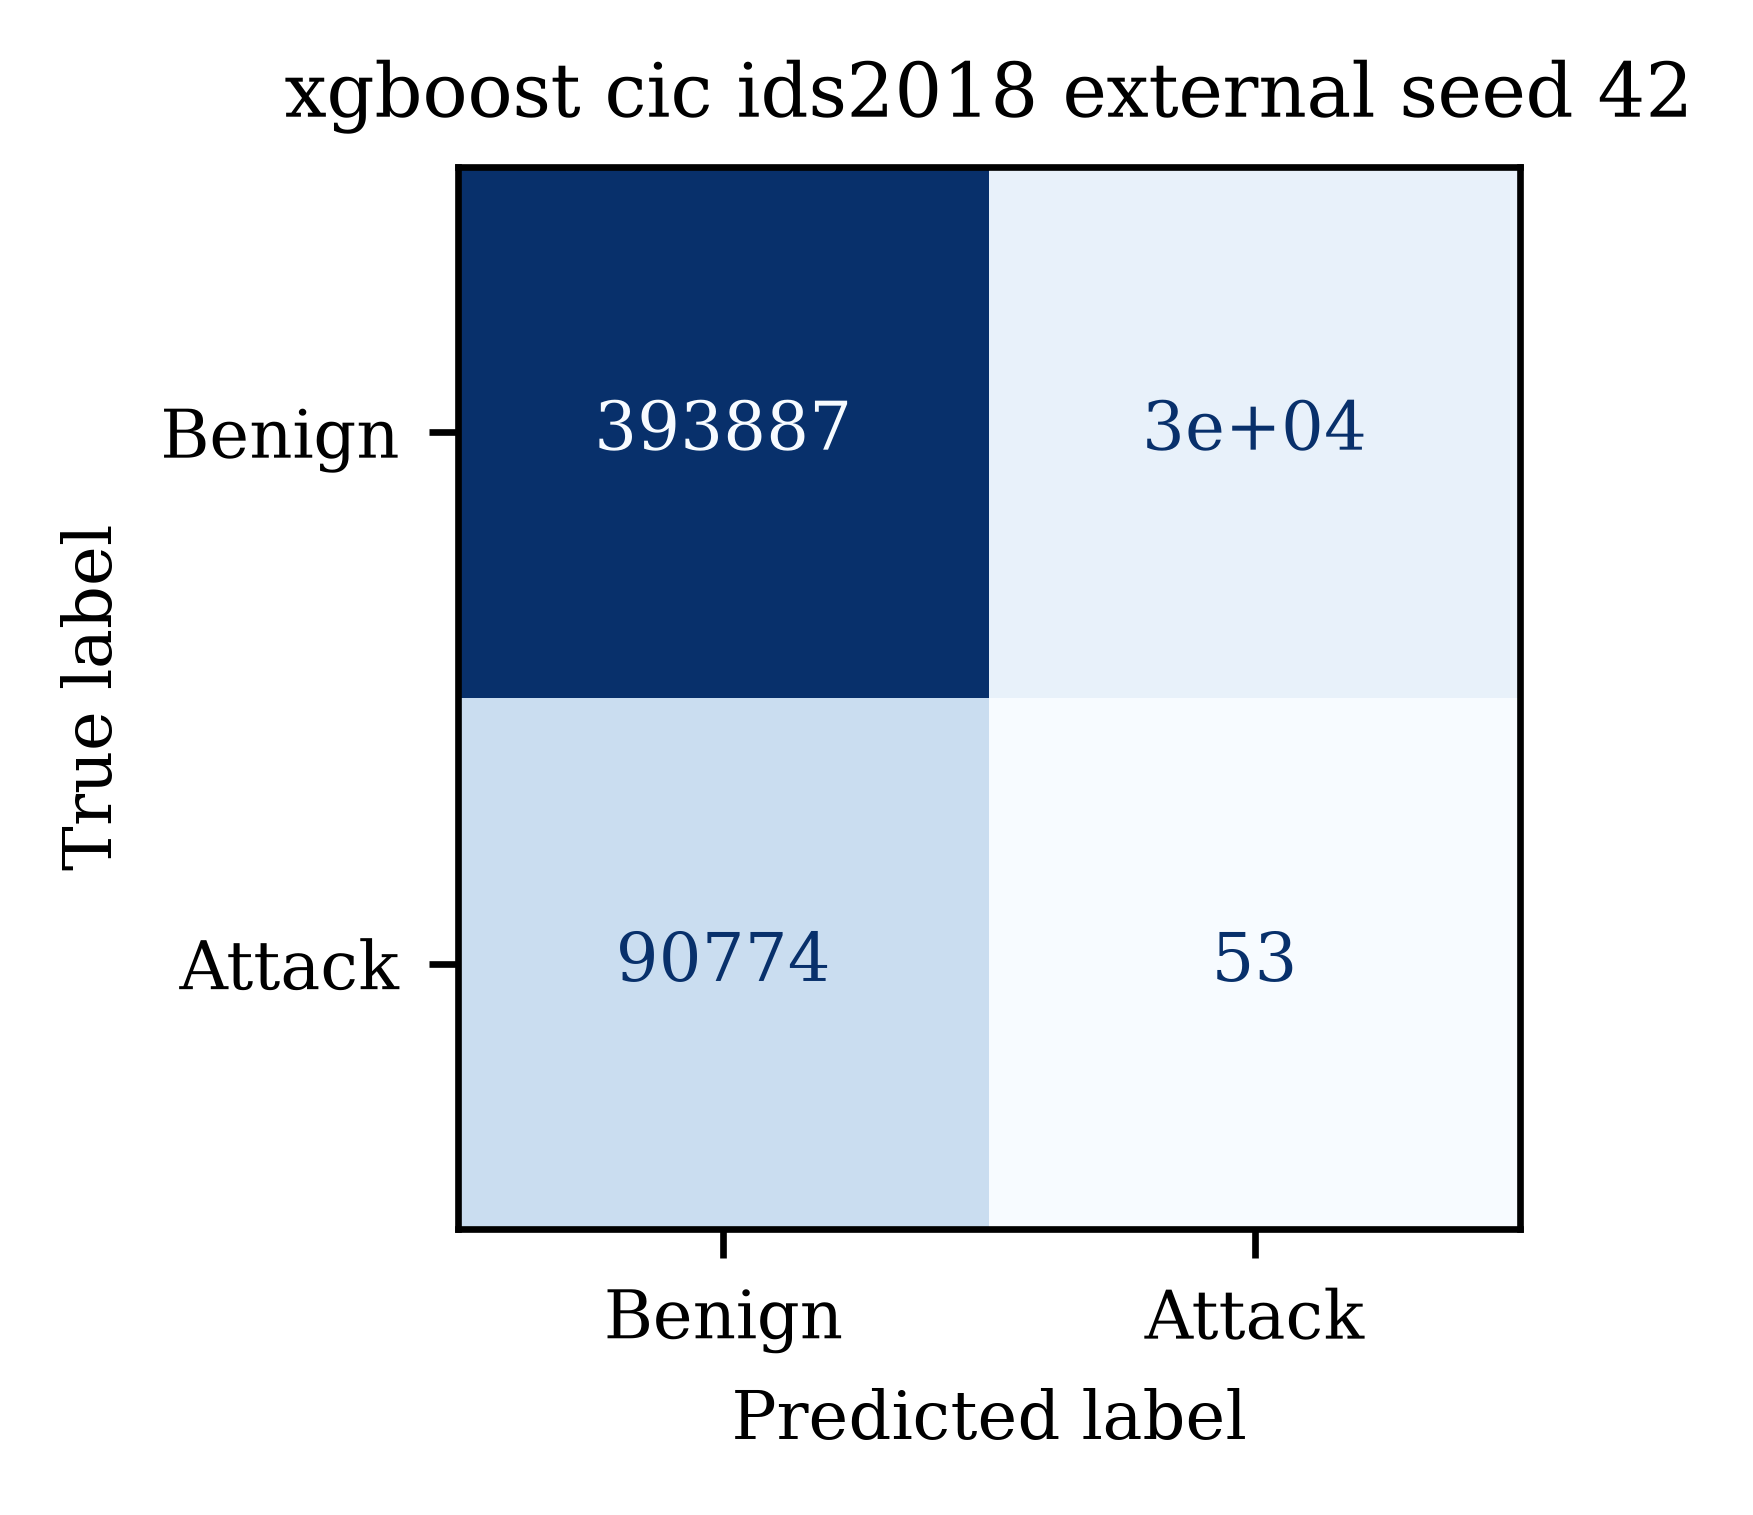 xgboost cic ids2018 external seed 42
Benign
393887
3e+04
True label
Attack
90774
53
Benign
Attack
Predicted label